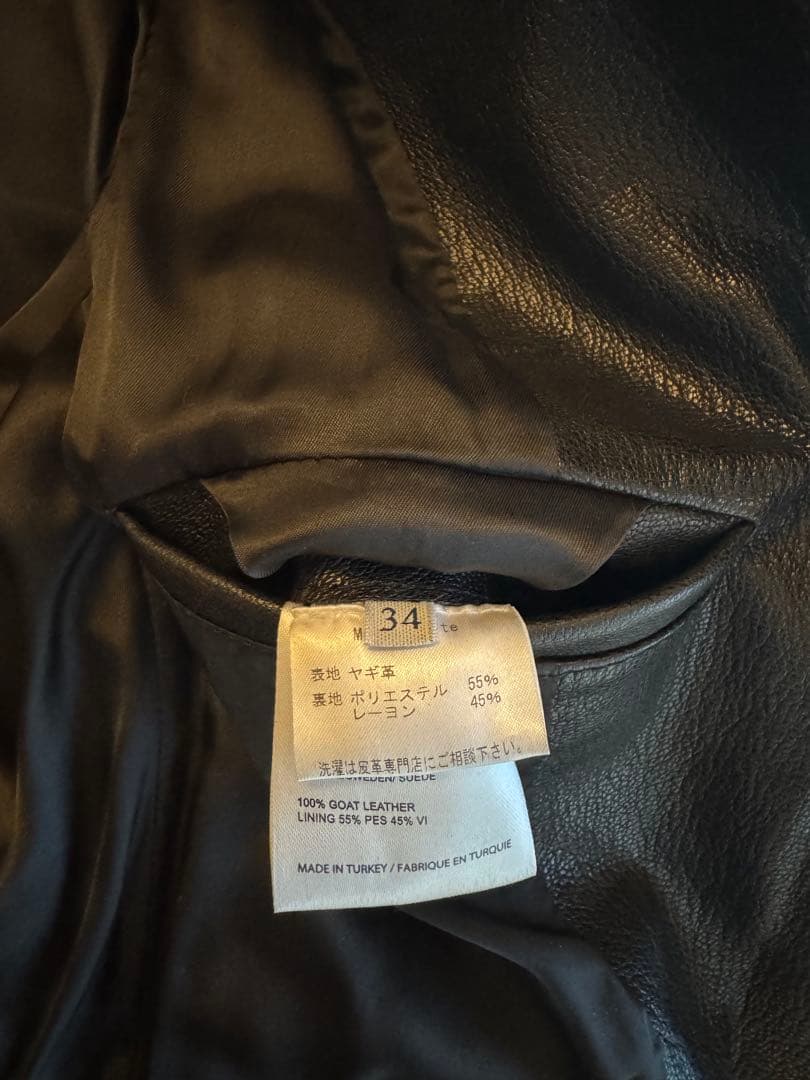 34
表地 ヤギ革
裏地 ポリエステル 55%
レーヨン 45%
洗濯は皮革専門店にご相談下さい。
SWEDEN/ SUEDE
100% GOAT LEATHER
LINING 55% PES 45% VI
MADE IN TURKEY / FABRIQUE EN TURQUIE